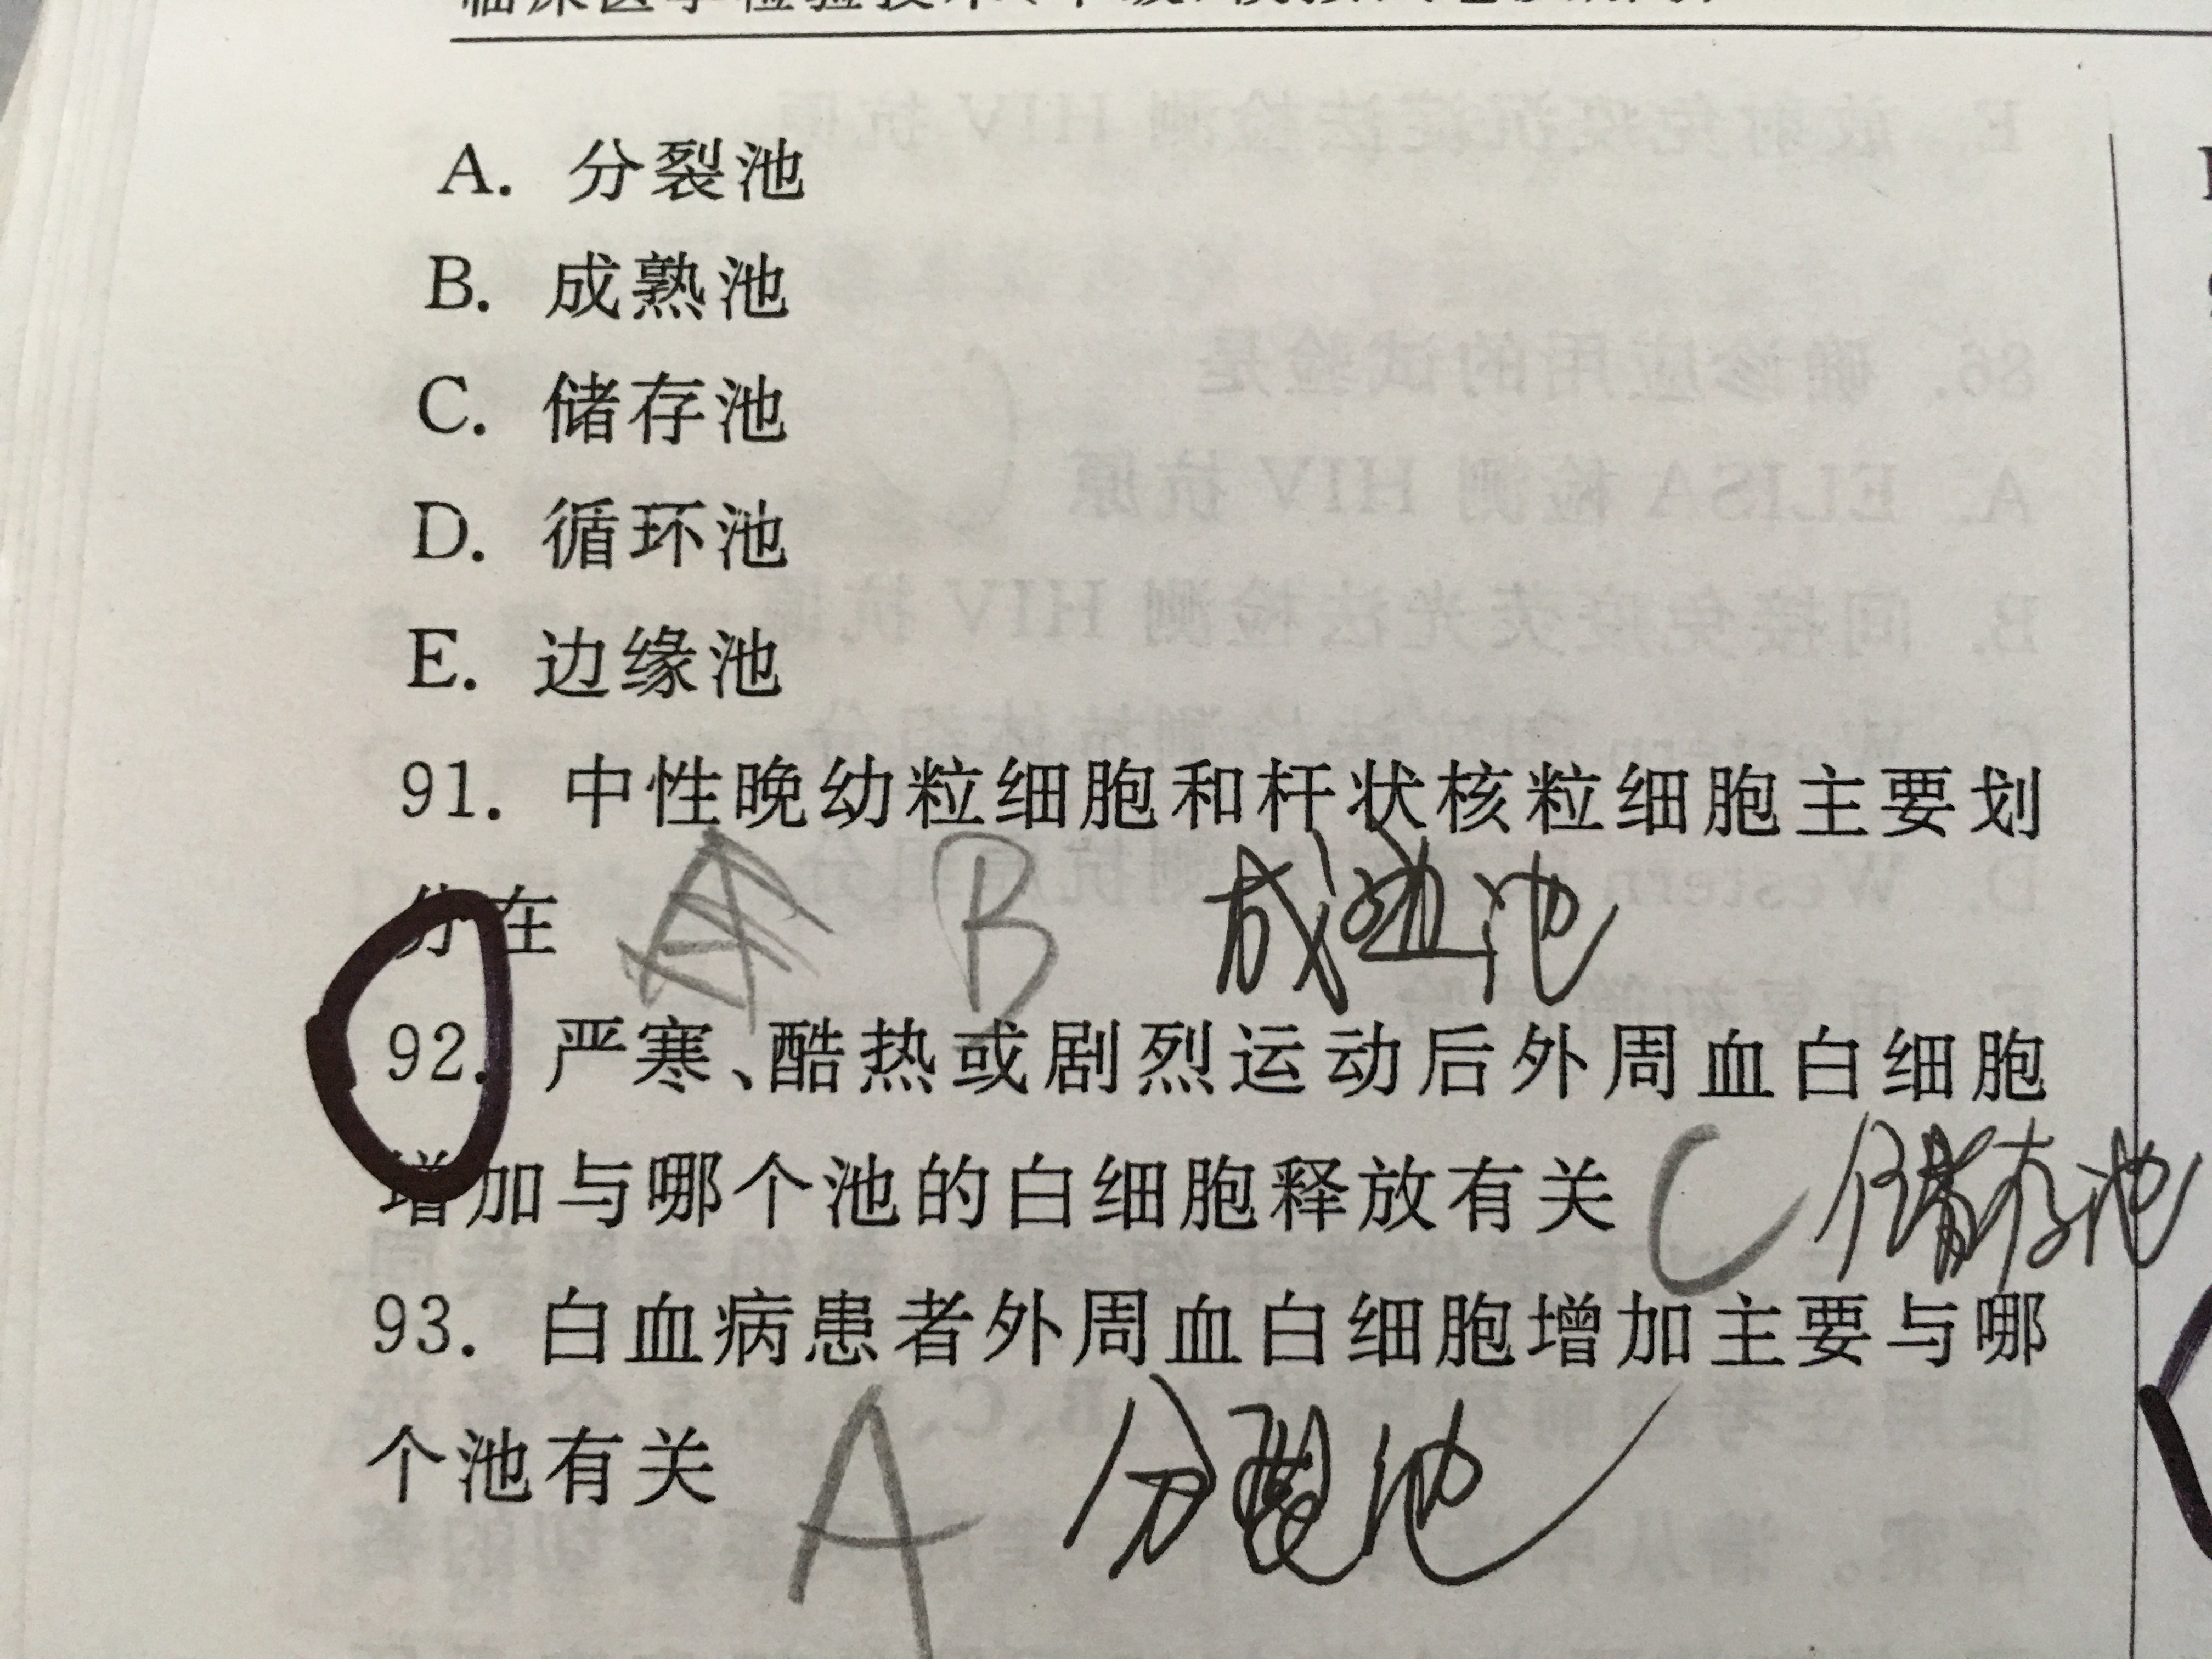 A. 分裂池
B. 成熟池
C. 储存池
D. 循环池
E. 边缘池
91. 中性晚幼粒细胞和杆状核粒细胞主要划
分在 B 成熟池
92. 严寒、酷热或剧烈运动后外周血白细胞
增加与哪个池的白细胞释放有关 C 储存池
93. 白血病患者外周血白细胞增加主要与哪
个池有关 A 分裂池